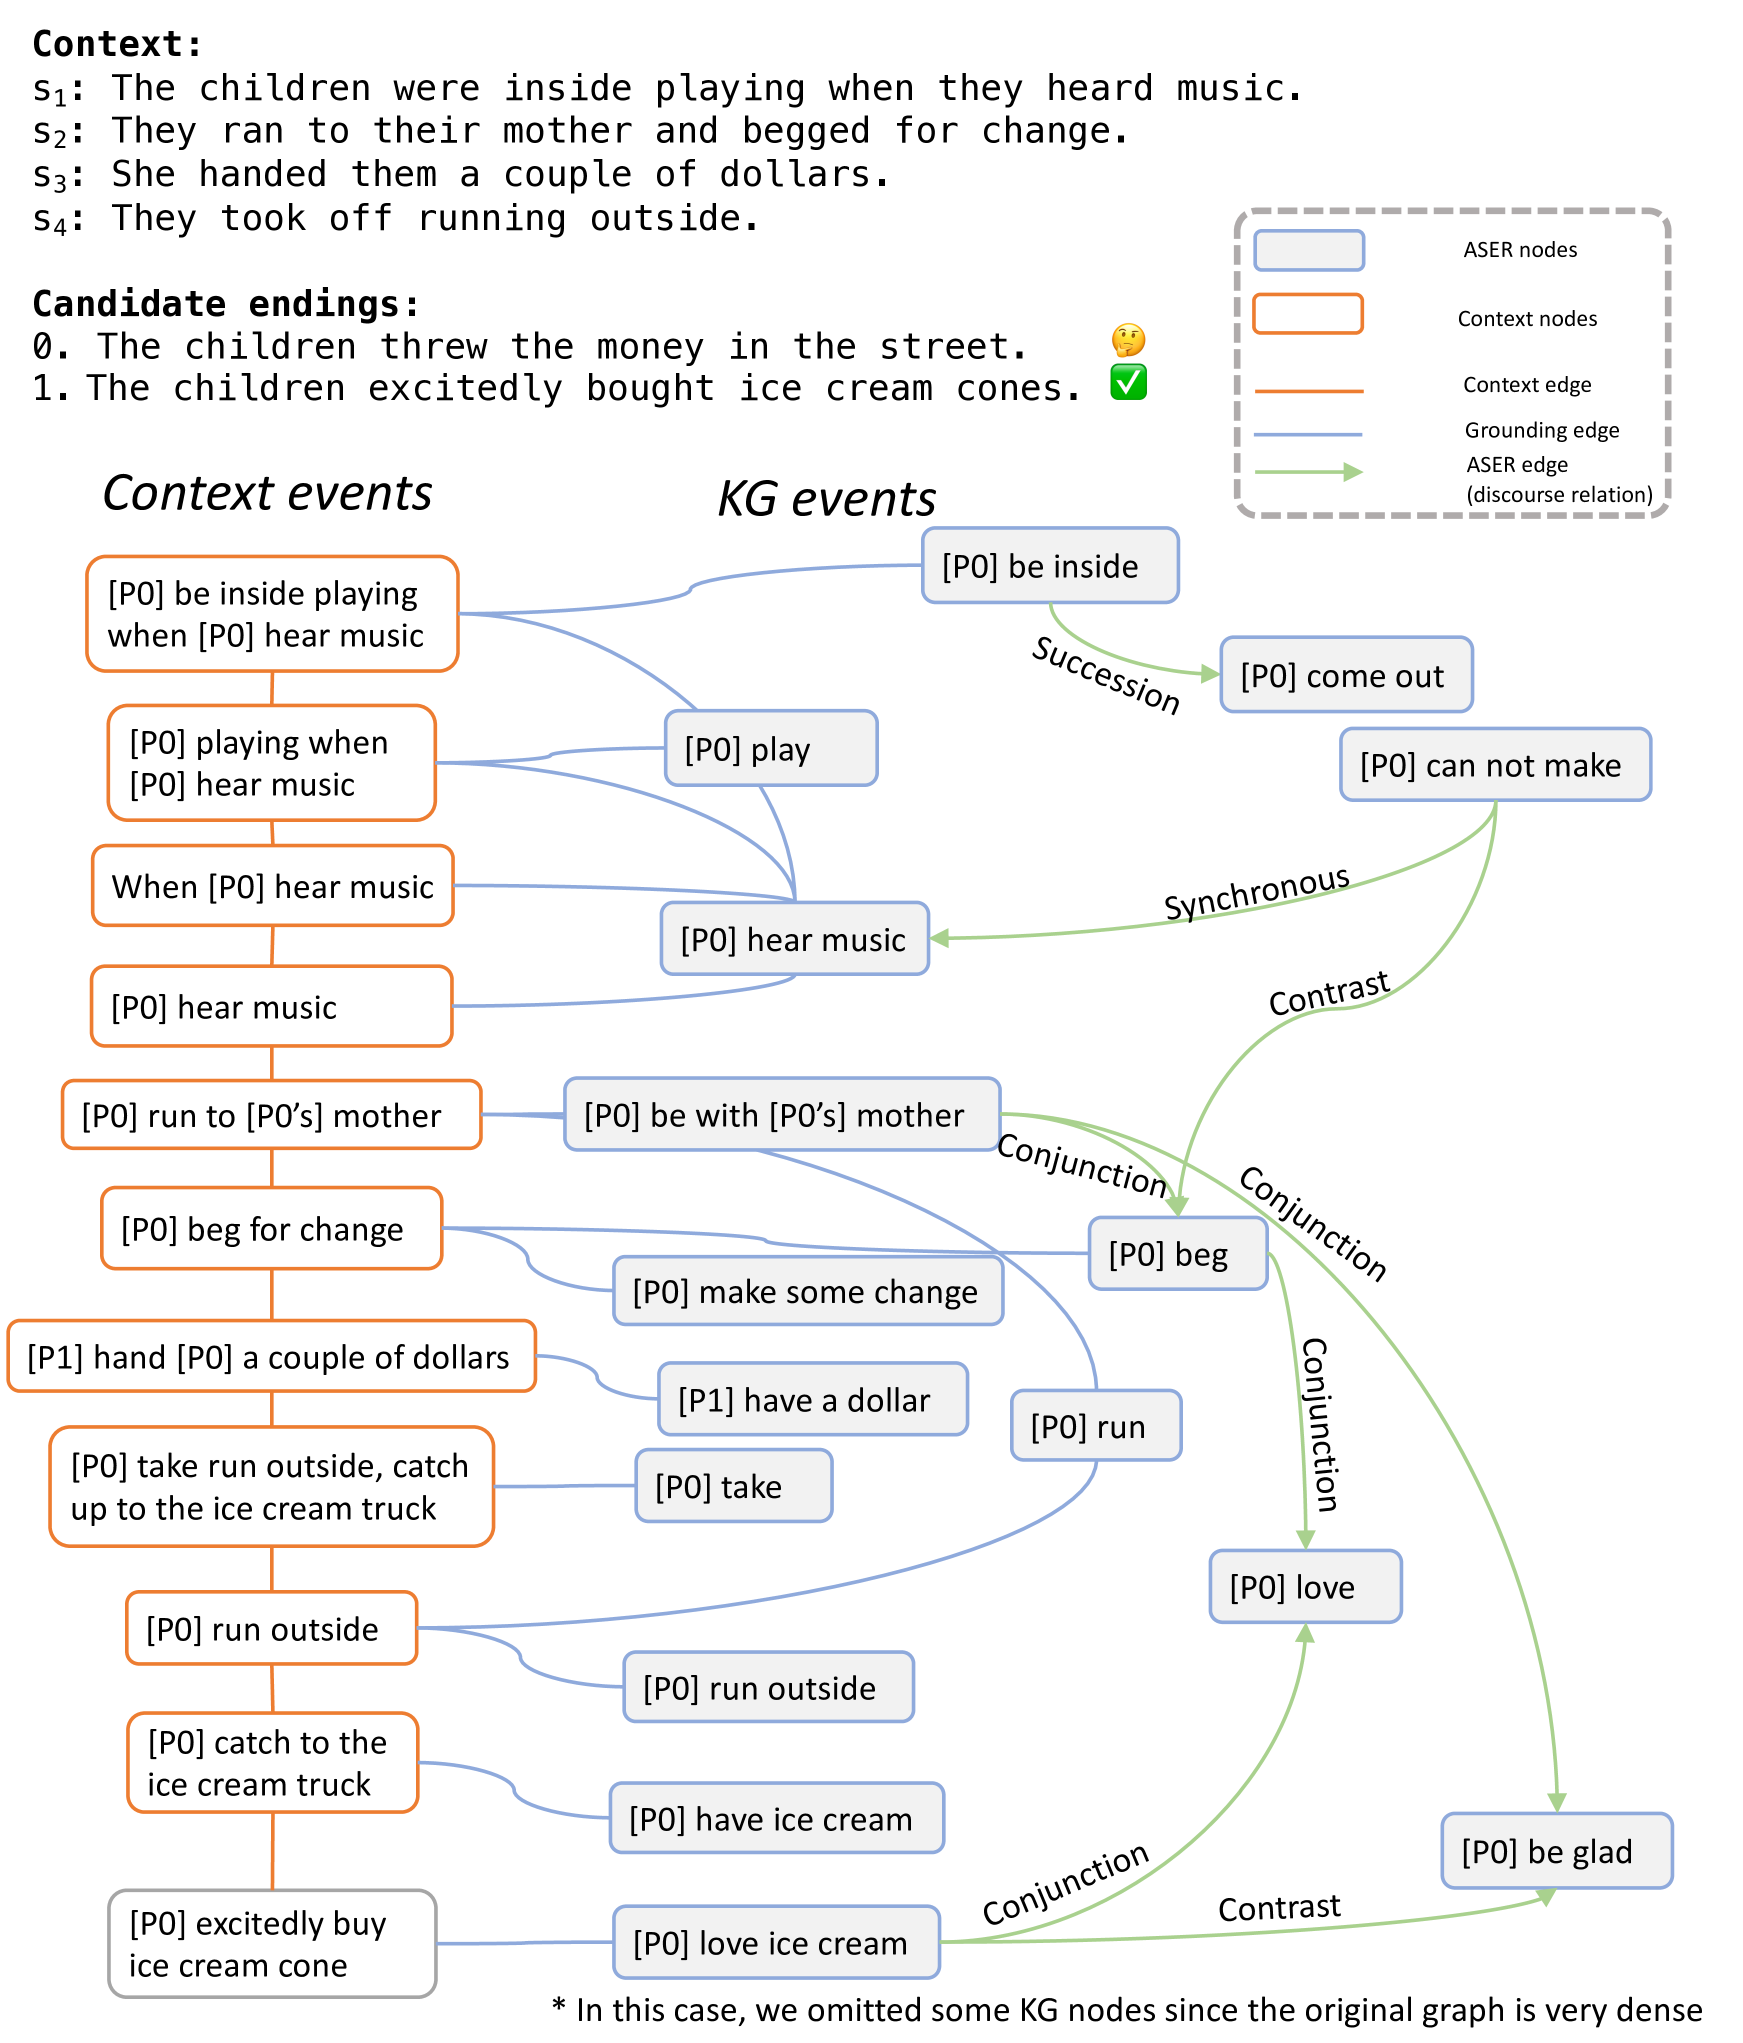 Context:
s₁: The children were inside playing when they heard music.
s₂: They ran to their mother and begged for change.
s₃: She handed them a couple of dollars.
s₄: They took off running outside.
Candidate endings:
0. The children threw the money in the street.
1. The children excitedly bought ice cream cones.
ASER nodes
Context nodes
Context edge
Grounding edge
ASER edge
(discourse relation)
Context events
KG events
[P0] be inside playing
when [P0] hear music
[P0] be inside
Succession
[P0] come out
[P0] playing when
[P0] hear music
[P0] play
[P0] can not make
When [P0] hear music
Synchronous
[P0] hear music
[P0] hear music
Contrast
[P0] run to [P0's] mother
[P0] be with [P0's] mother
Conjunction
Conjunction
[P0] beg for change
[P0] beg
[P0] make some change
[P1] hand [P0] a couple of dollars
[P1] have a dollar
[P0] run
Conjunction
[P0] take run outside, catch
up to the ice cream truck
[P0] take
[P0] love
[P0] run outside
[P0] run outside
[P0] catch to the
ice cream truck
[P0] have ice cream
[P0] be glad
Conjunction
Contrast
[P0] excitedly buy
ice cream cone
[P0] love ice cream
* In this case, we omitted some KG nodes since the original graph is very dense